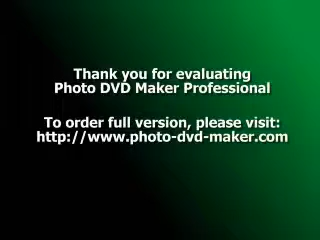 Thank you for evaluating
Photo DVD Maker Professional
To order full version, please visit:
http://www.photo-dvd-maker.com